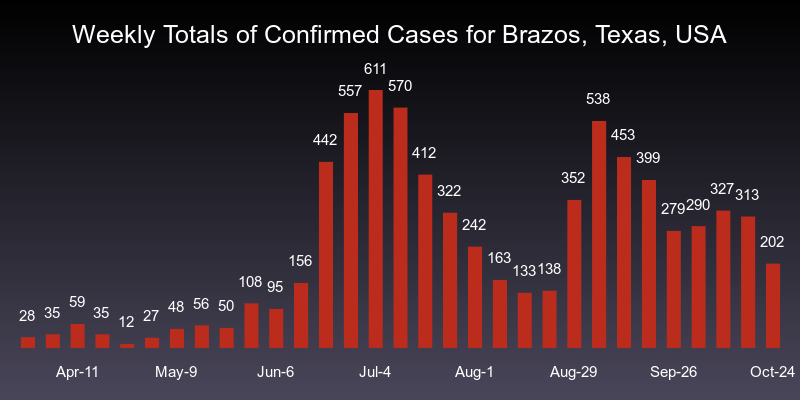 Weekly Totals of Confirmed Cases for Brazos, Texas, USA
28 35 59 35 12 27 48 56 50 108 95 156 442 557 611 570 412 322 242 163 133 138 352 538 453 399 279 290 327 313 202
Apr-11 May-9 Jun-6 Jul-4 Aug-1 Aug-29 Sep-26 Oct-24